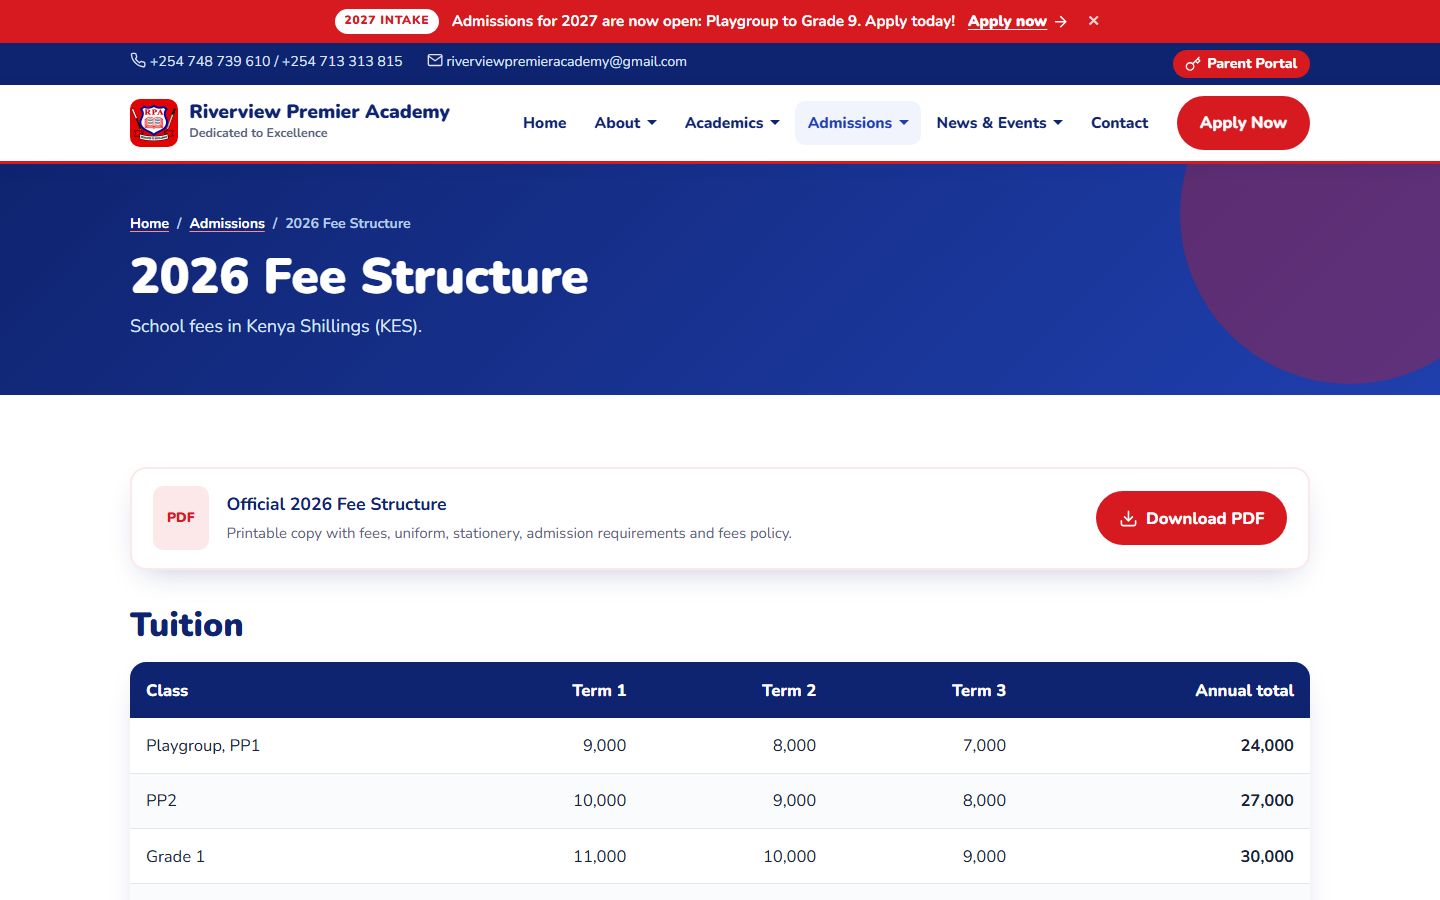 2027 INTAKE Admissions for 2027 are now open: Playgroup to Grade 9. Apply today! Apply now → ×
+254 748 739 610 / +254 713 313 815 riverviewpremieracademy@gmail.com Parent Portal
RPA
Riverview Premier Academy
Dedicated to Excellence
Home About Academics Admissions News & Events Contact Apply Now
Home / Admissions / 2026 Fee Structure
2026 Fee Structure
School fees in Kenya Shillings (KES).
PDF
Official 2026 Fee Structure
Printable copy with fees, uniform, stationery, admission requirements and fees policy.
Download PDF
Tuition
Class Term 1 Term 2 Term 3 Annual total
Playgroup, PP1 9,000 8,000 7,000 24,000
PP2 10,000 9,000 8,000 27,000
Grade 1 11,000 10,000 9,000 30,000